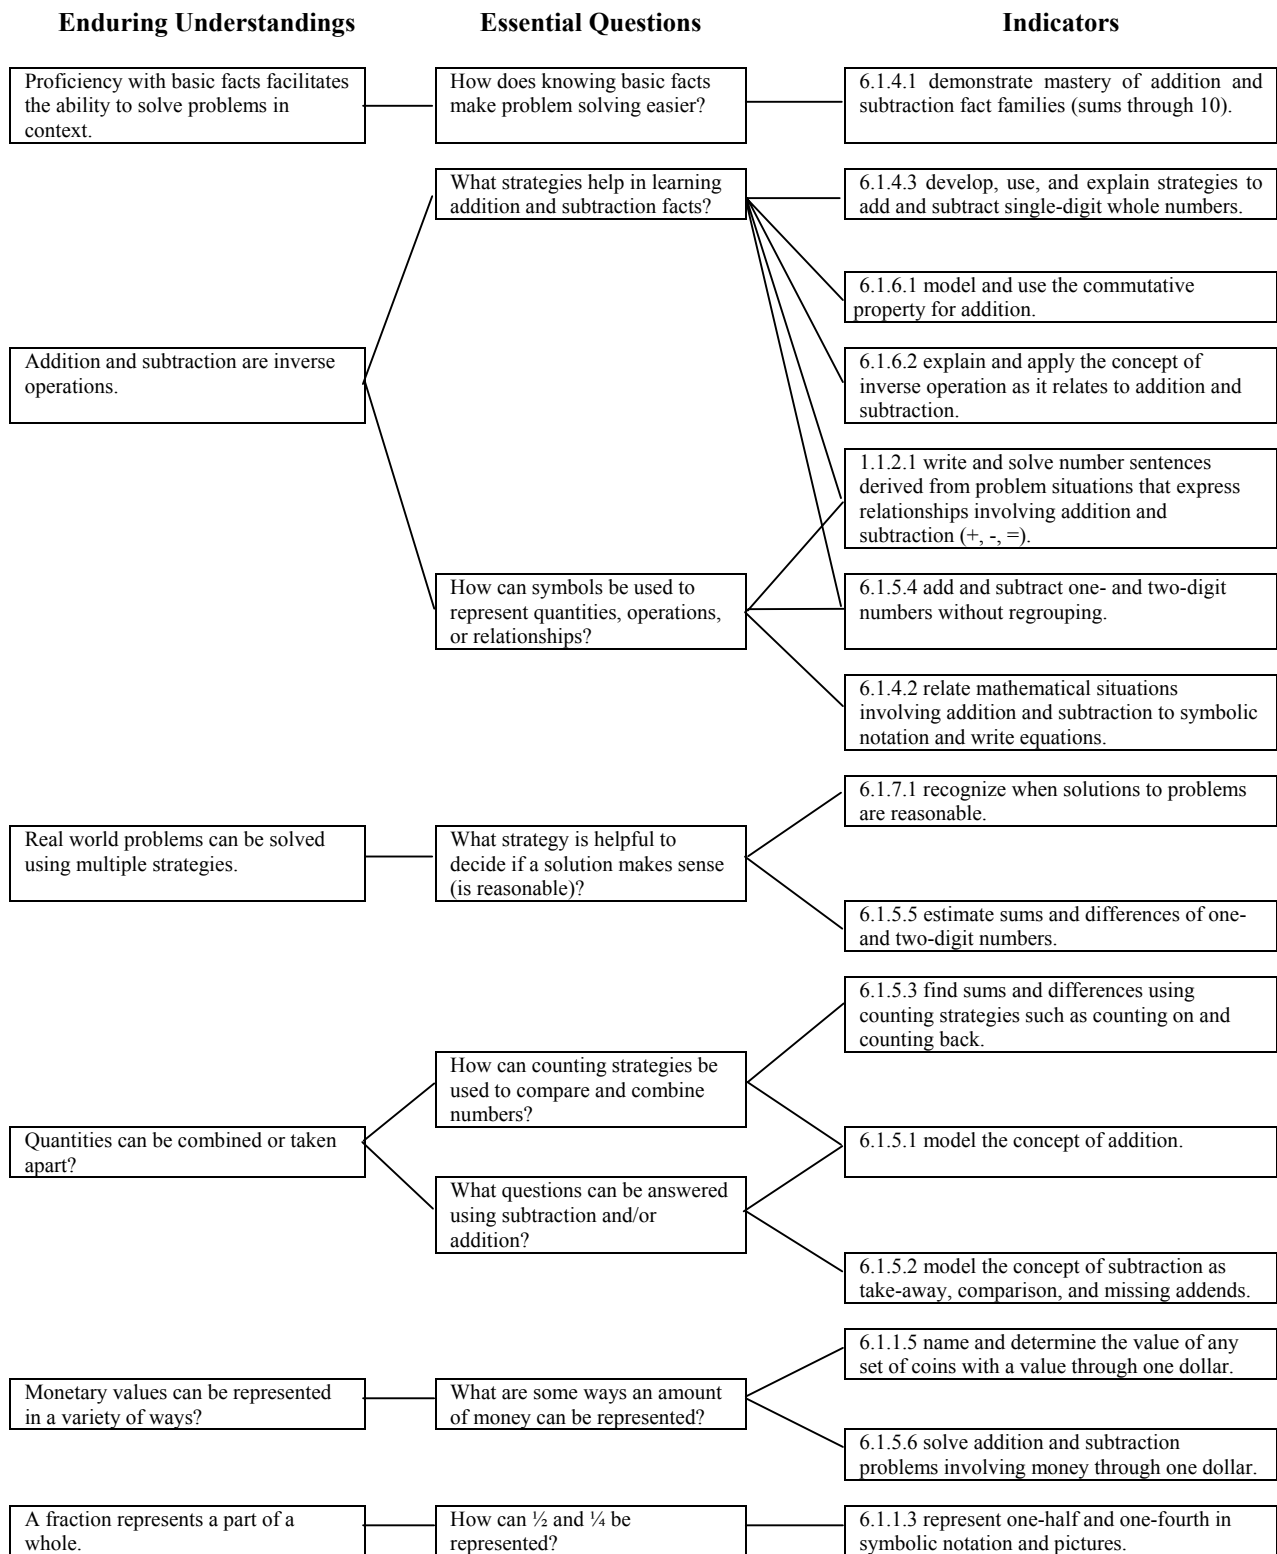 Enduring Understandings
Essential Questions
Indicators
Proficiency with basic facts facilitates
the ability to solve problems in
context.
How does knowing basic facts
make problem solving easier?
6.1.4.1 demonstrate mastery of addition and
subtraction fact families (sums through 10).
What strategies help in learning
addition and subtraction facts?
6.1.4.3 develop, use, and explain strategies to
add and subtract single-digit whole numbers.
6.1.6.1 model and use the commutative
property for addition.
Addition and subtraction are inverse
operations.
6.1.6.2 explain and apply the concept of
inverse operation as it relates to addition and
subtraction.
1.1.2.1 write and solve number sentences
derived from problem situations that express
relationships involving addition and
subtraction (+, -, =).
How can symbols be used to
represent quantities, operations,
or relationships?
6.1.5.4 add and subtract one- and two-digit
numbers without regrouping.
6.1.4.2 relate mathematical situations
involving addition and subtraction to symbolic
notation and write equations.
Real world problems can be solved
using multiple strategies.
What strategy is helpful to
decide if a solution makes sense
(is reasonable)?
6.1.7.1 recognize when solutions to problems
are reasonable.
6.1.5.5 estimate sums and differences of one-
and two-digit numbers.
6.1.5.3 find sums and differences using
counting strategies such as counting on and
counting back.
How can counting strategies be
used to compare and combine
numbers?
Quantities can be combined or taken
apart?
6.1.5.1 model the concept of addition.
What questions can be answered
using subtraction and/or
addition?
6.1.5.2 model the concept of subtraction as
take-away, comparison, and missing addends.
6.1.1.5 name and determine the value of any
set of coins with a value through one dollar.
Monetary values can be represented
in a variety of ways?
What are some ways an amount
of money can be represented?
6.1.5.6 solve addition and subtraction
problems involving money through one dollar.
A fraction represents a part of a
whole.
How can ½ and ¼ be
represented?
6.1.1.3 represent one-half and one-fourth in
symbolic notation and pictures.